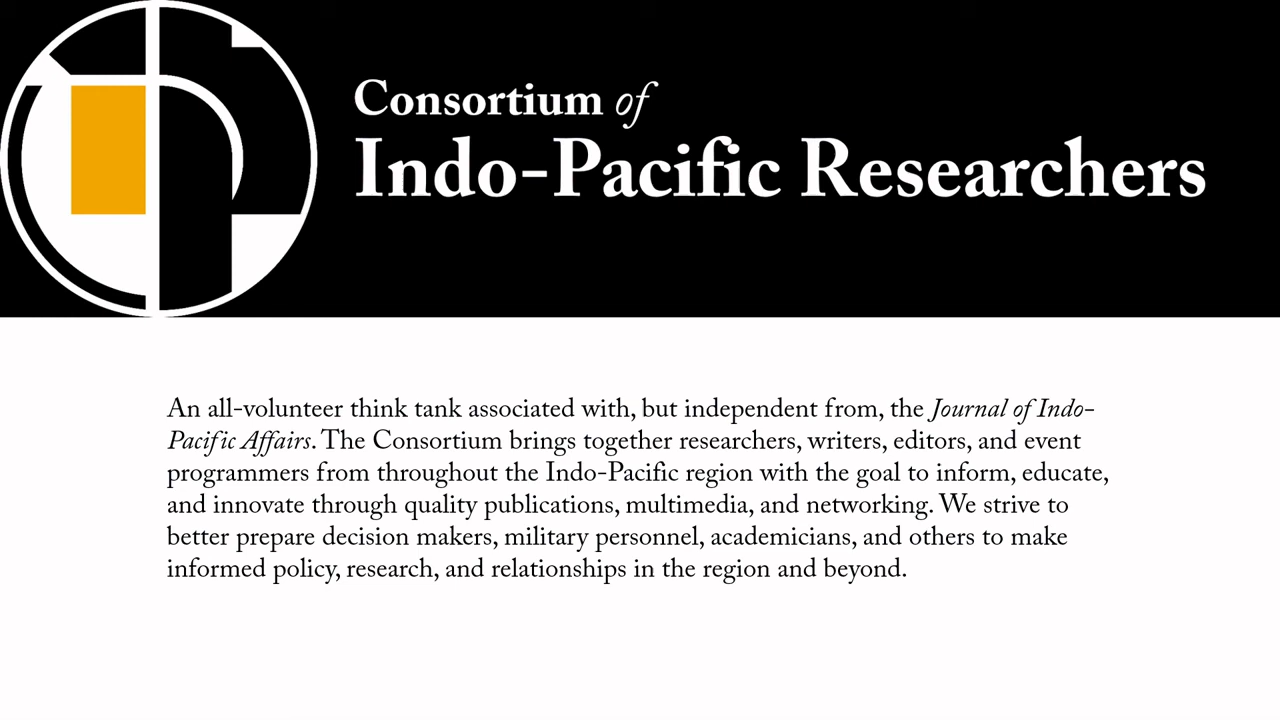 Consortium of
Indo-Pacific Researchers
An all-volunteer think tank associated with, but independent from, the Journal of Indo-
Pacific Affairs. The Consortium brings together researchers, writers, editors, and event
programmers from throughout the Indo-Pacific region with the goal to inform, educate,
and innovate through quality publications, multimedia, and networking. We strive to
better prepare decision makers, military personnel, academicians, and others to make
informed policy, research, and relationships in the region and beyond.